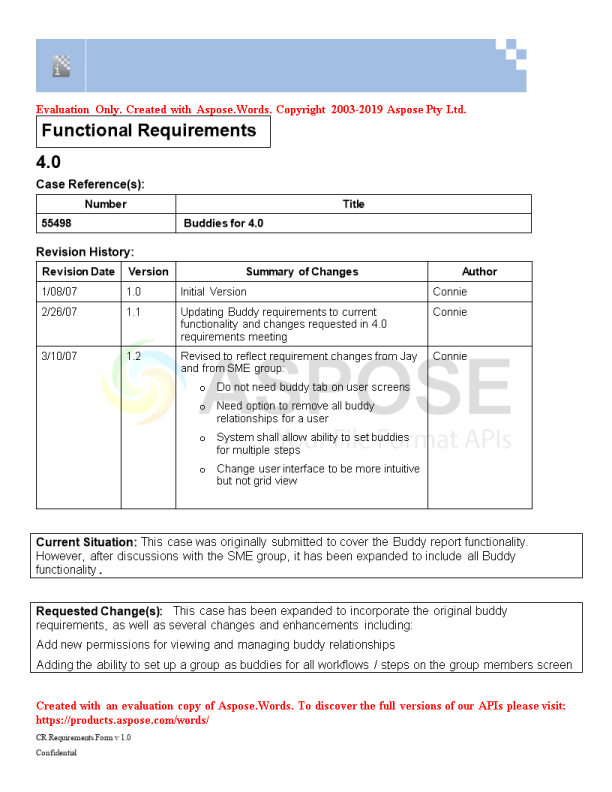 Evaluation Only. Created with Aspose.Words. Copyright 2003-2019 Aspose Pty Ltd.
Functional Requirements
4.0
Case Reference(s):
Number Title
55498 Buddies for 4.0
Revision History:
Revision Date Version Summary of Changes Author
1/08/07 1.0 Initial Version Connie
2/26/07 1.1 Updating Buddy requirements to current Connie
functionality and changes requested in 4.0
requirements meeting
3/10/07 1.2 Revised to reflect requirement changes from Jay Connie
and from SME group:
o Do not need buddy tab on user screens
o Need option to remove all buddy
relationships for a user
o System shall allow ability to set buddies
for multiple steps
o Change user interface to be more intuitive
but not grid view
ASPOSE
Your File Format APIs
Current Situation: This case was originally submitted to cover the Buddy report functionality.
However, after discussions with the SME group, it has been expanded to include all Buddy
functionality.
Requested Change(s): This case has been expanded to incorporate the original buddy
requirements, as well as several changes and enhancements including:
Add new permissions for viewing and managing buddy relationships
Adding the ability to set up a group as buddies for all workflows / steps on the group members screen
Created with an evaluation copy of Aspose.Words. To discover the full versions of our APIs please visit:
https://products.aspose.com/words/
CR Requirements Form v 1.0
Confidential